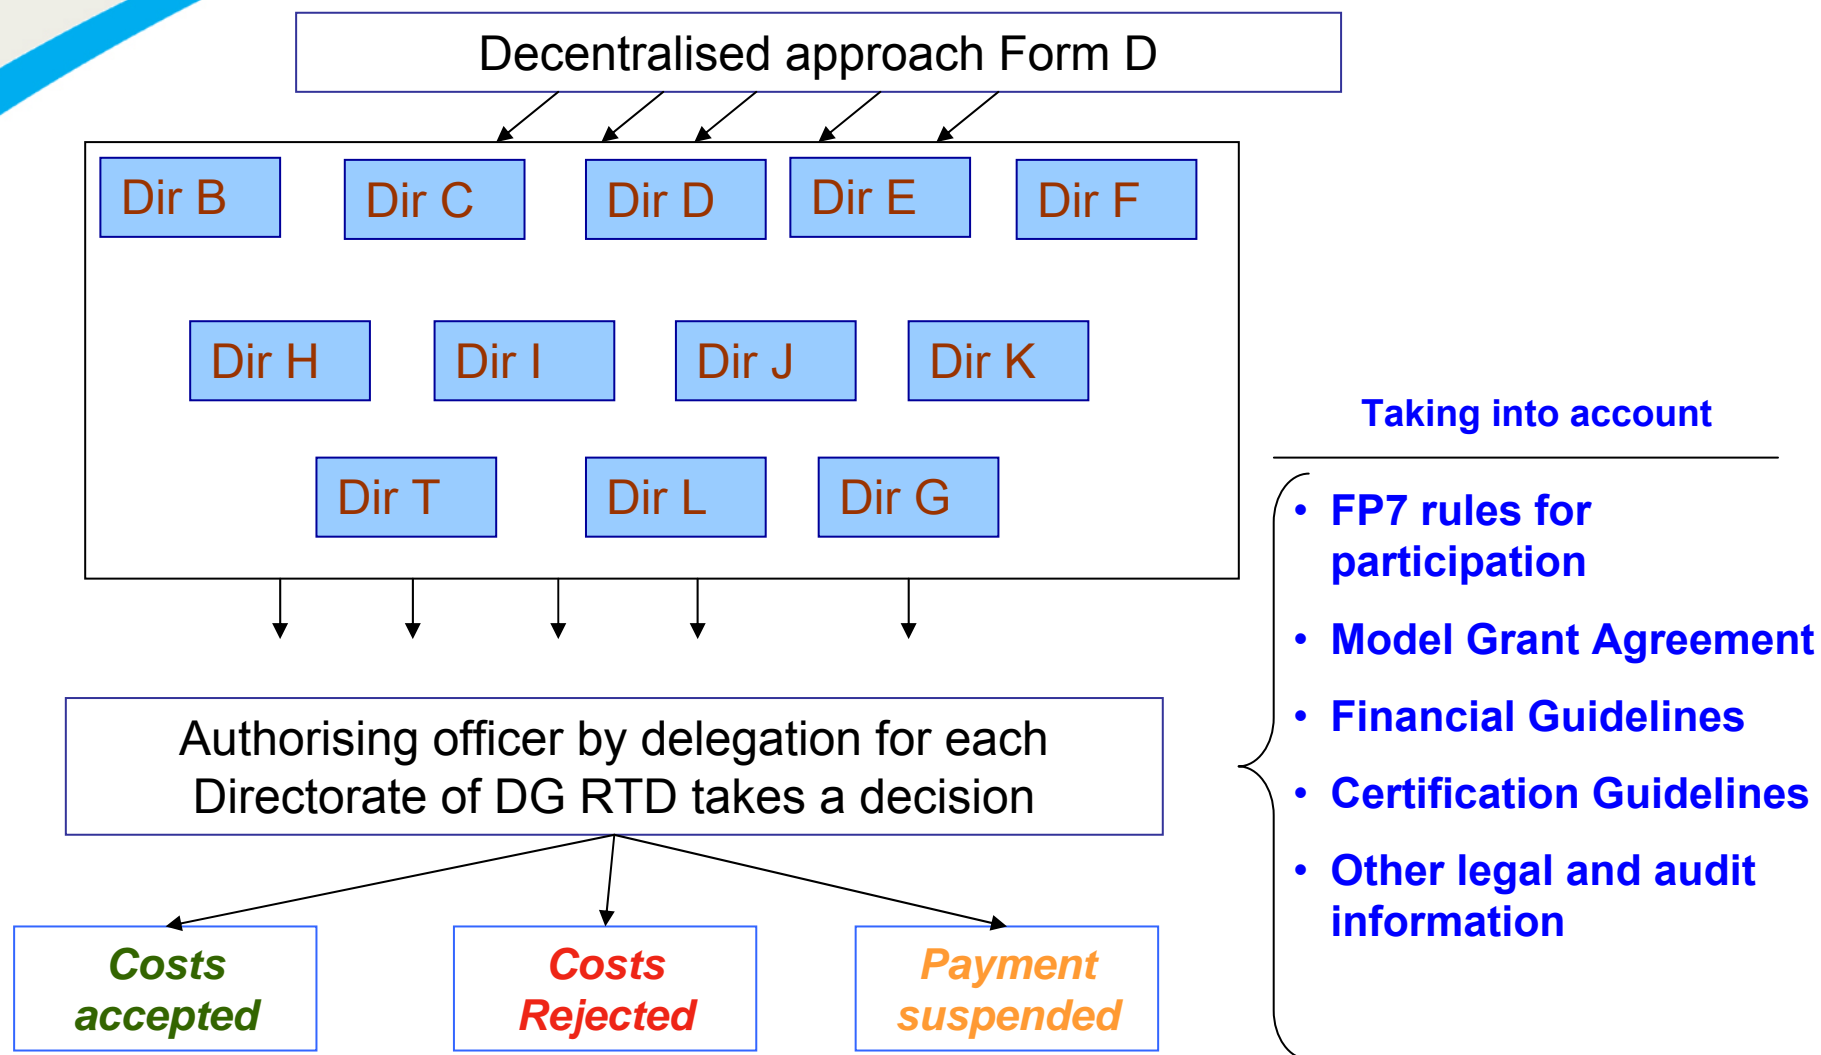 Decentralised approach Form D
Dir B
Dir C
Dir D
Dir E
Dir F
Dir H
Dir I
Dir J
Dir K
Dir T
Dir L
Dir G
Authorising officer by delegation for each
Directorate of DG RTD takes a decision
Costs
accepted
Costs
Rejected
Payment
suspended
Taking into account
• FP7 rules for
participation
• Model Grant Agreement
• Financial Guidelines
• Certification Guidelines
• Other legal and audit
information